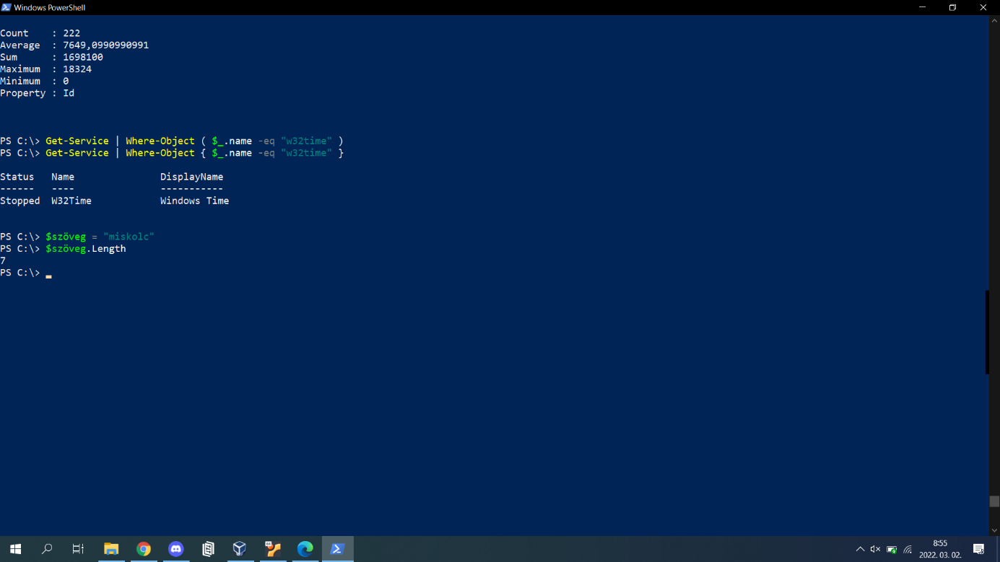 Windows PowerShell
Count    : 222
Average  : 7649,0990990991
Sum      : 1698100
Maximum  : 18324
Minimum  : 0
Property : Id
PS C:\> Get-Service | Where-Object ( $_.name -eq "w32time" )
PS C:\> Get-Service | Where-Object { $_.name -eq "w32time" }
Status   Name               DisplayName
------   ----               -----------
Stopped  W32Time            Windows Time
PS C:\> $szöveg = "miskolc"
PS C:\> $szöveg.Length
7
PS C:\>
8:55
2022. 03. 02.